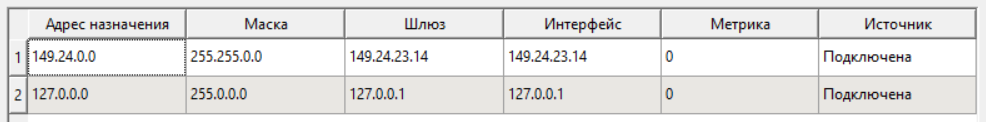 Адрес назначения Маска Шлюз Интерфейс Метрика Источник
1 149.24.0.0 255.255.0.0 149.24.23.14 149.24.23.14 0 Подключена
2 127.0.0.0 255.0.0.0 127.0.0.1 127.0.0.1 0 Подключена